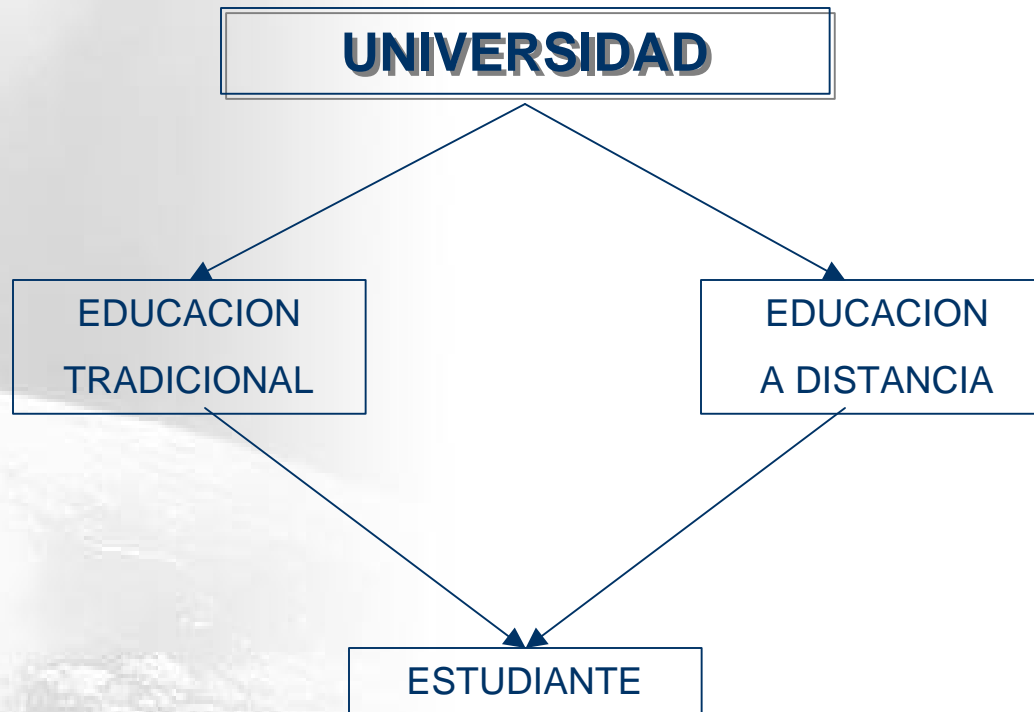 UNIVERSIDAD
EDUCACION
TRADICIONAL
EDUCACION
A DISTANCIA
ESTUDIANTE